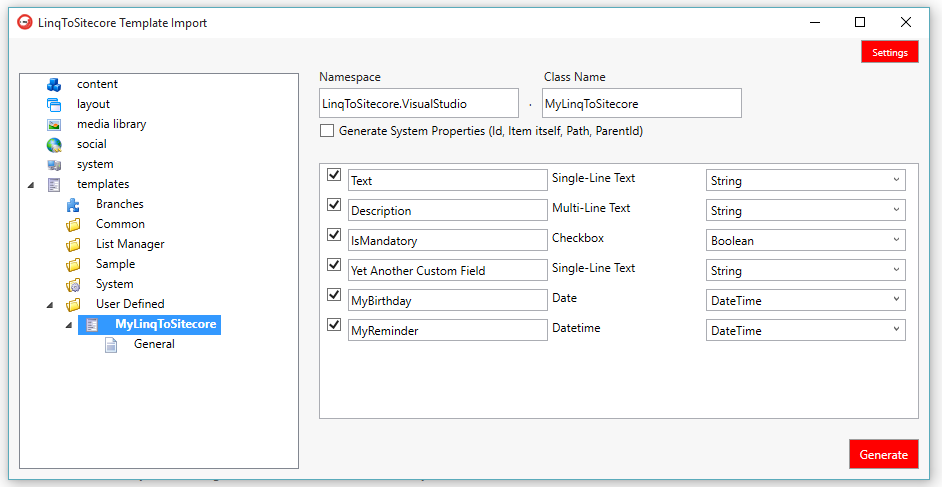 LinqToSitecore Template Import
Settings
content
layout
media library
social
system
templates
Branches
Common
List Manager
Sample
System
User Defined
MyLinqToSitecore
General
Namespace Class Name
LinqToSitecore.VisualStudio . MyLinqToSitecore
Generate System Properties (Id, Item itself, Path, ParentId)
Text Single-Line Text String
Description Multi-Line Text String
IsMandatory Checkbox Boolean
Yet Another Custom Field Single-Line Text String
MyBirthday Date DateTime
MyReminder Datetime DateTime
Generate